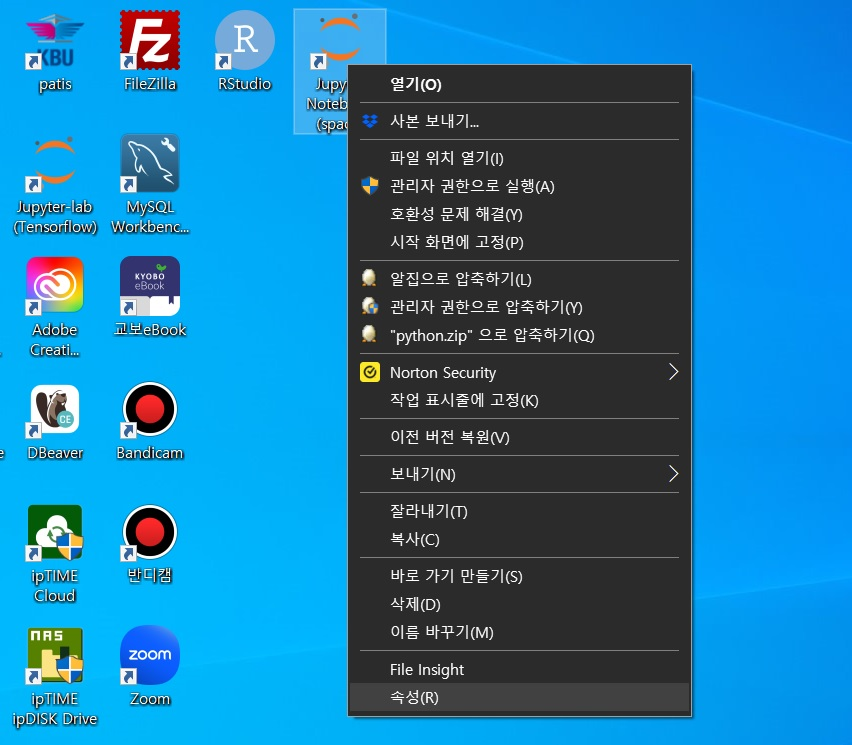 KBU
patis
Fz
FileZilla
R
RStudio
Jupy
Noteb
(spac
Jupyter-lab
(Tensorflow)
MySQL
Workbenc...
Adobe
Creati...
KYOBO
eBook
교보eBook
CE
DBeaver
Bandicam
ipTIME
Cloud
반디캠
NAS
ipTIME
ipDISK Drive
zoom
Zoom
e
열기(O)
사본 보내기...
파일 위치 열기(I)
관리자 권한으로 실행(A)
호환성 문제 해결(Y)
시작 화면에 고정(P)
알집으로 압축하기(L)
관리자 권한으로 압축하기(Y)
"python.zip" 으로 압축하기(Q)
Norton Security
작업 표시줄에 고정(K)
이전 버전 복원(V)
보내기(N)
잘라내기(T)
복사(C)
바로 가기 만들기(S)
삭제(D)
이름 바꾸기(M)
File Insight
속성(R)